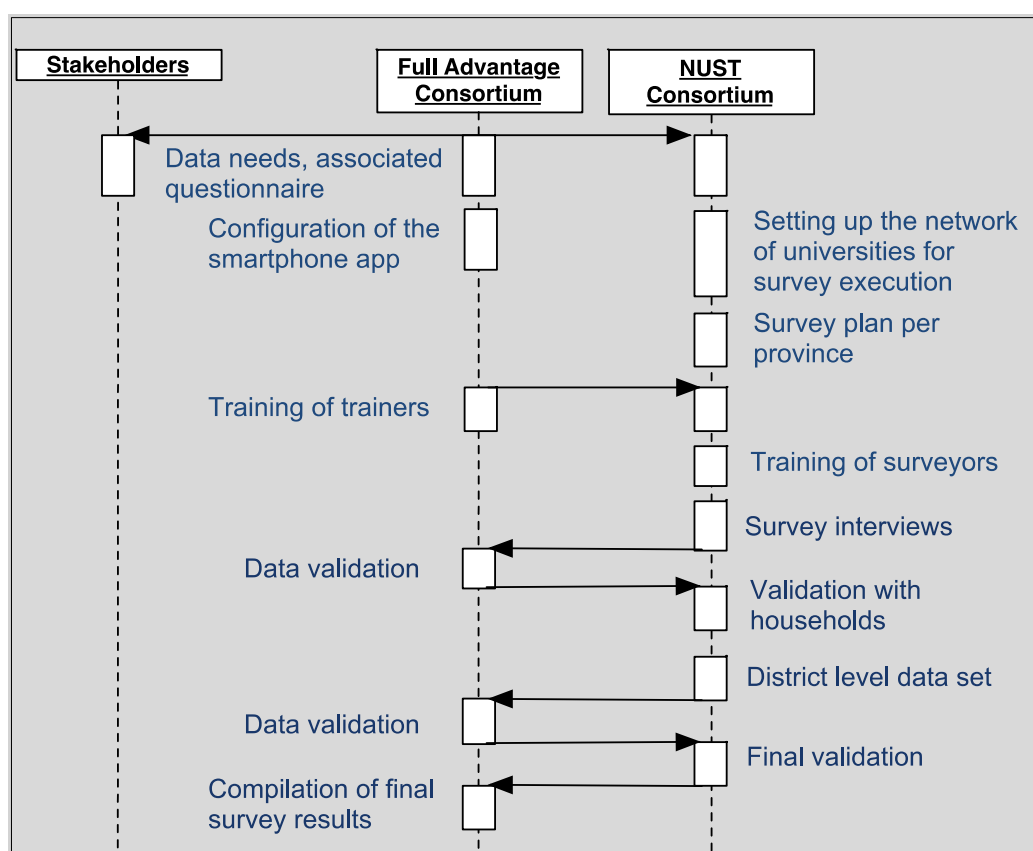 Stakeholders
Full Advantage
Consortium
NUST
Consortium
Data needs, associated
questionnaire
Configuration of the
smartphone app
Setting up the network
of universities for
survey execution
Survey plan per
province
Training of trainers
Training of surveyors
Survey interviews
Data validation
Validation with
households
District level data set
Data validation
Final validation
Compilation of final
survey results